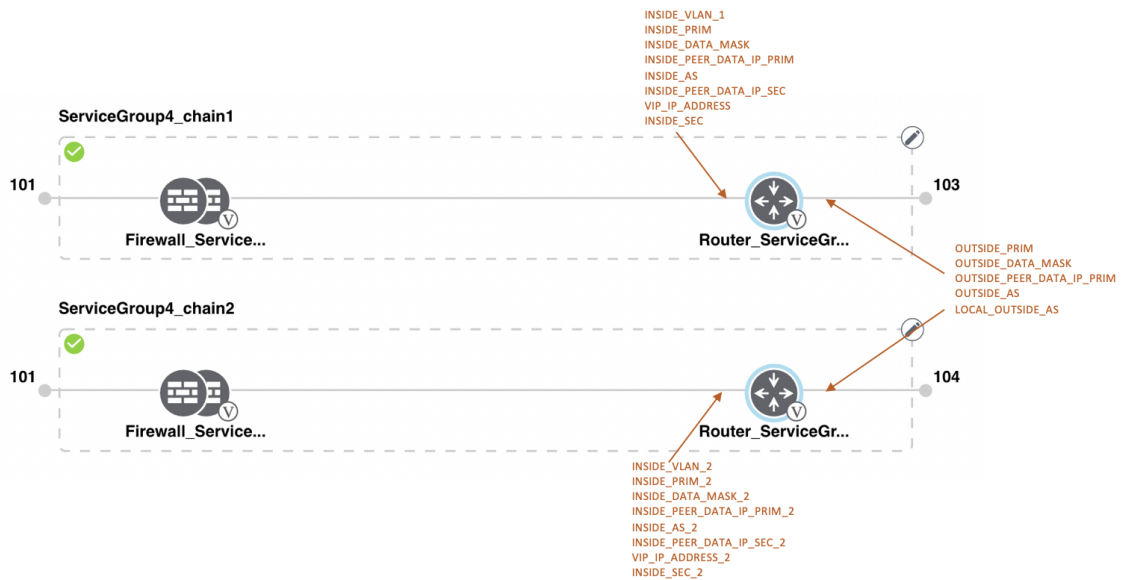 INSIDE_VLAN_1
INSIDE_PRIM
INSIDE_DATA_MASK
INSIDE_PEER_DATA_IP_PRIM
INSIDE_AS
INSIDE_PEER_DATA_IP_SEC
VIP_IP_ADDRESS
INSIDE_SEC
ServiceGroup4_chain1
101
103
V
V
Firewall_Service...
Router_ServiceGr...
OUTSIDE_PRIM
OUTSIDE_DATA_MASK
OUTSIDE_PEER_DATA_IP_PRIM
OUTSIDE_AS
LOCAL_OUTSIDE_AS
ServiceGroup4_chain2
101
104
V
V
Firewall_Service...
Router_ServiceGr...
INSIDE_VLAN_2
INSIDE_PRIM_2
INSIDE_DATA_MASK_2
INSIDE_PEER_DATA_IP_PRIM_2
INSIDE_AS_2
INSIDE_PEER_DATA_IP_SEC_2
VIP_IP_ADDRESS_2
INSIDE_SEC_2